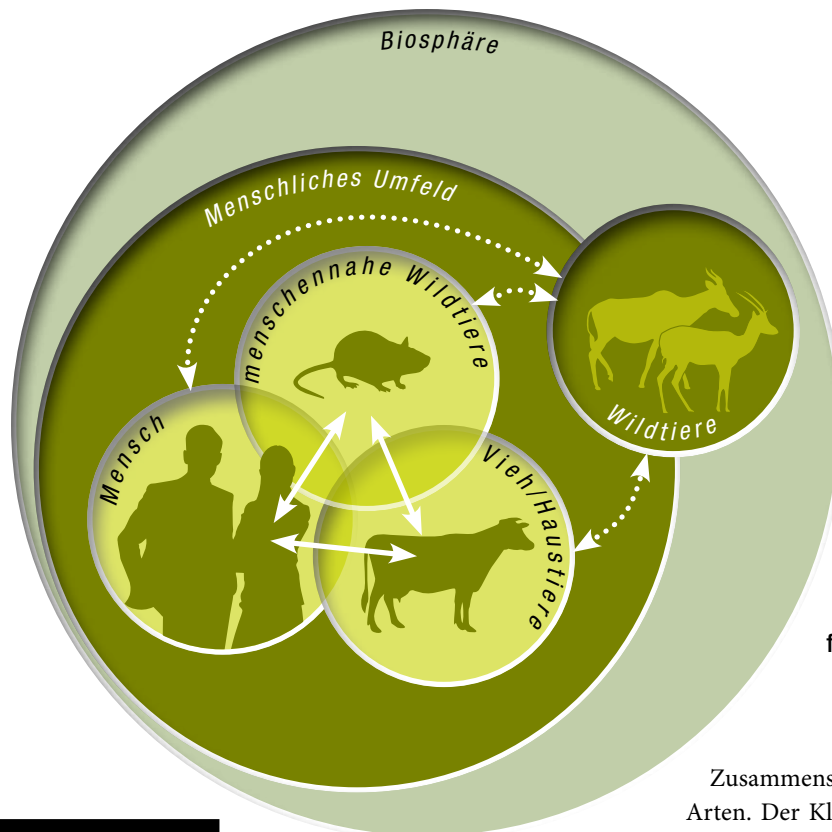 Biosphäre
Menschliches Umfeld
menschennahe Wildtiere
Wildtiere
Mensch
Vieh/Haustiere
f
Zusammens
Arten. Der Kl